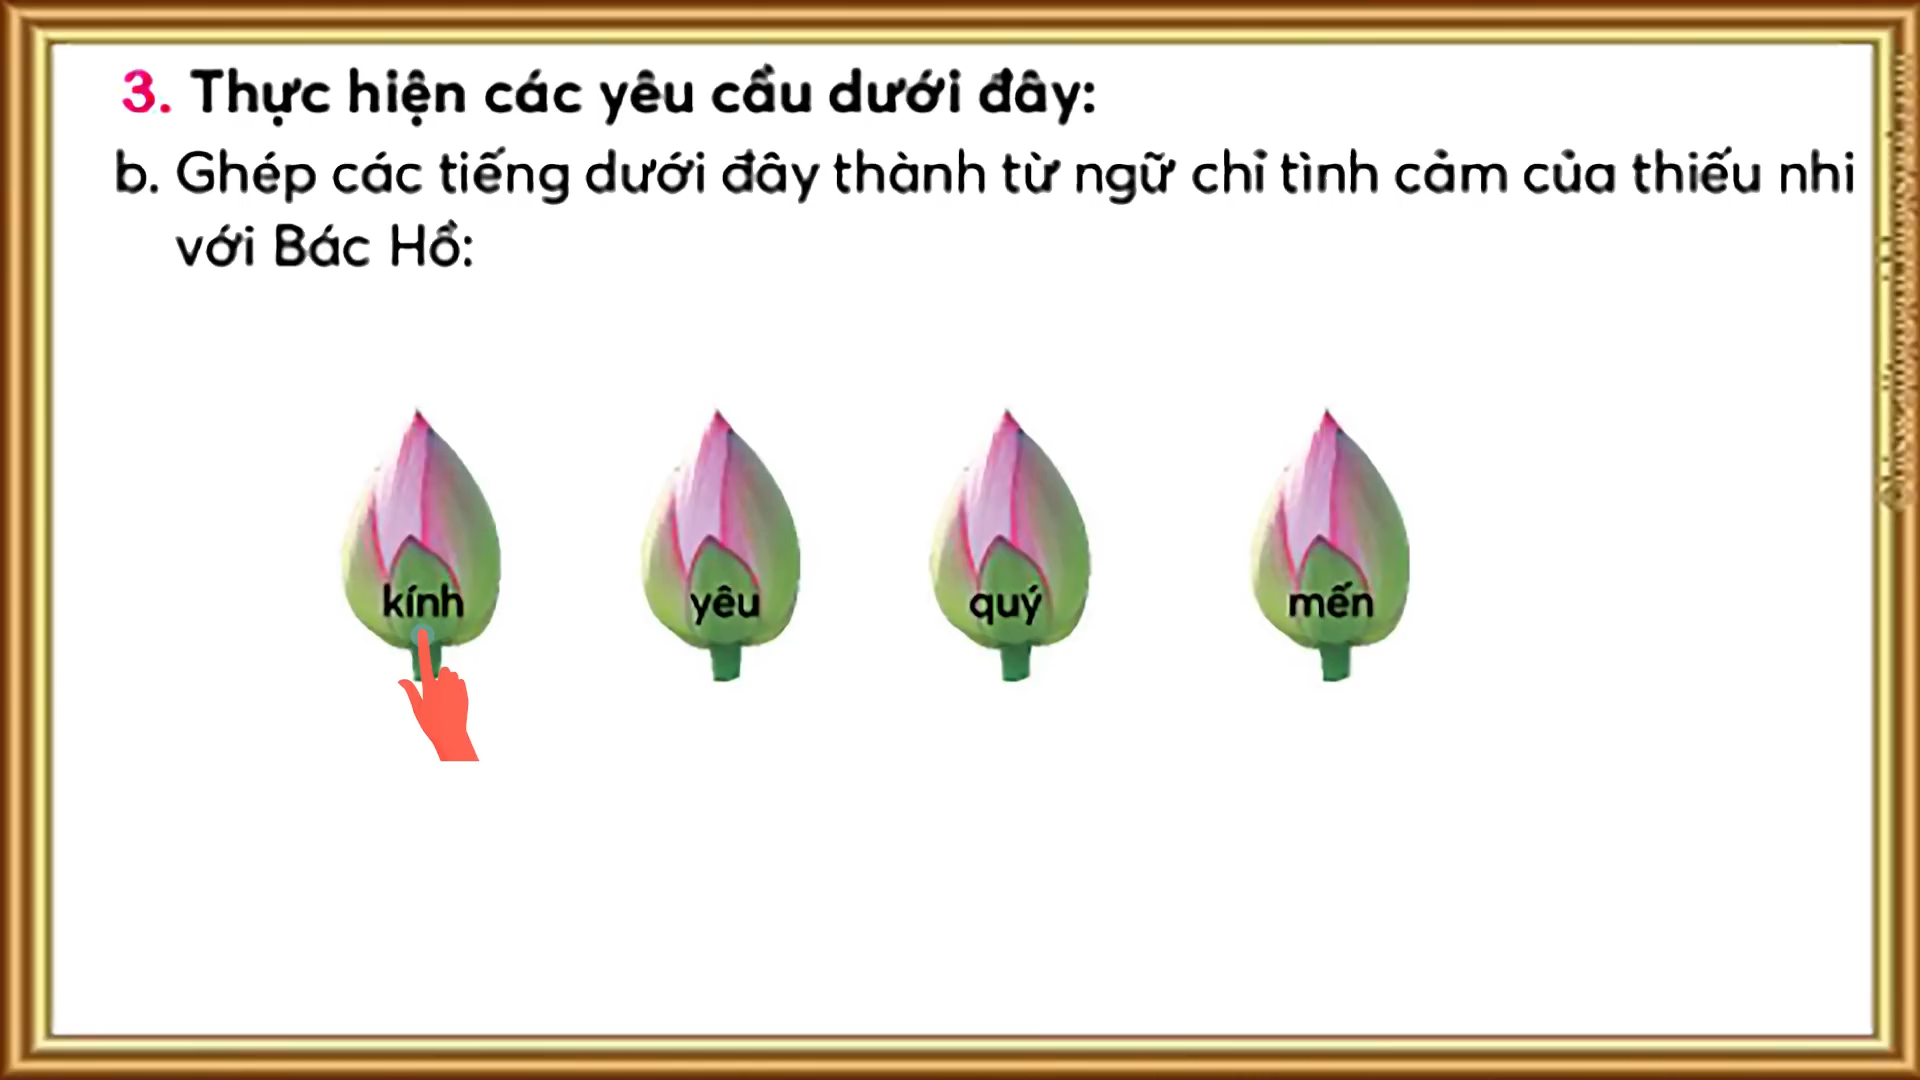 3. Thực hiện các yêu cầu dưới đây:
b. Ghép các tiếng dưới đây thành từ ngữ chỉ tình cảm của thiếu nhi
với Bác Hồ:
kính yêu quý mến